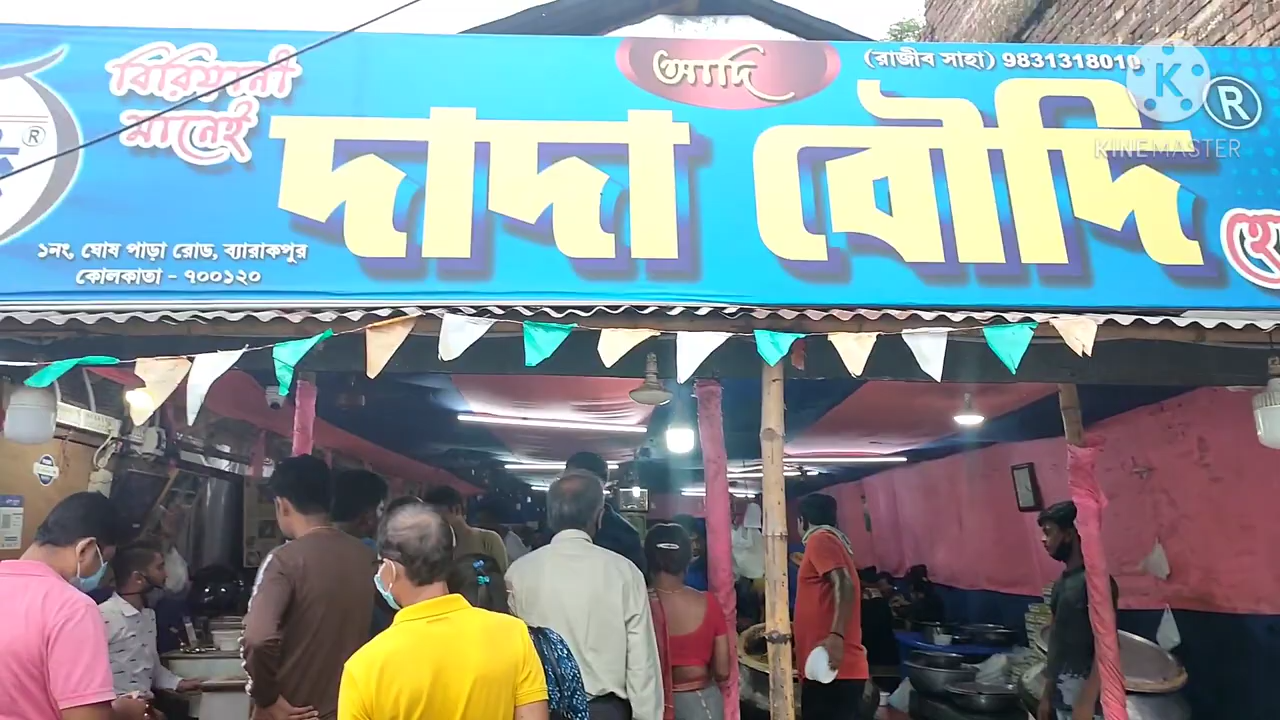 বিরিয়ানী
মানেই
আদি
(রাজীব সাহা) 9831318010
দাদা বৌদি
®
হো
১নং, ঘোষ পাড়া রোড, ব্যারাকপুর
কোলকাতা - ৭০০১২০
®
K
KINEMASTER